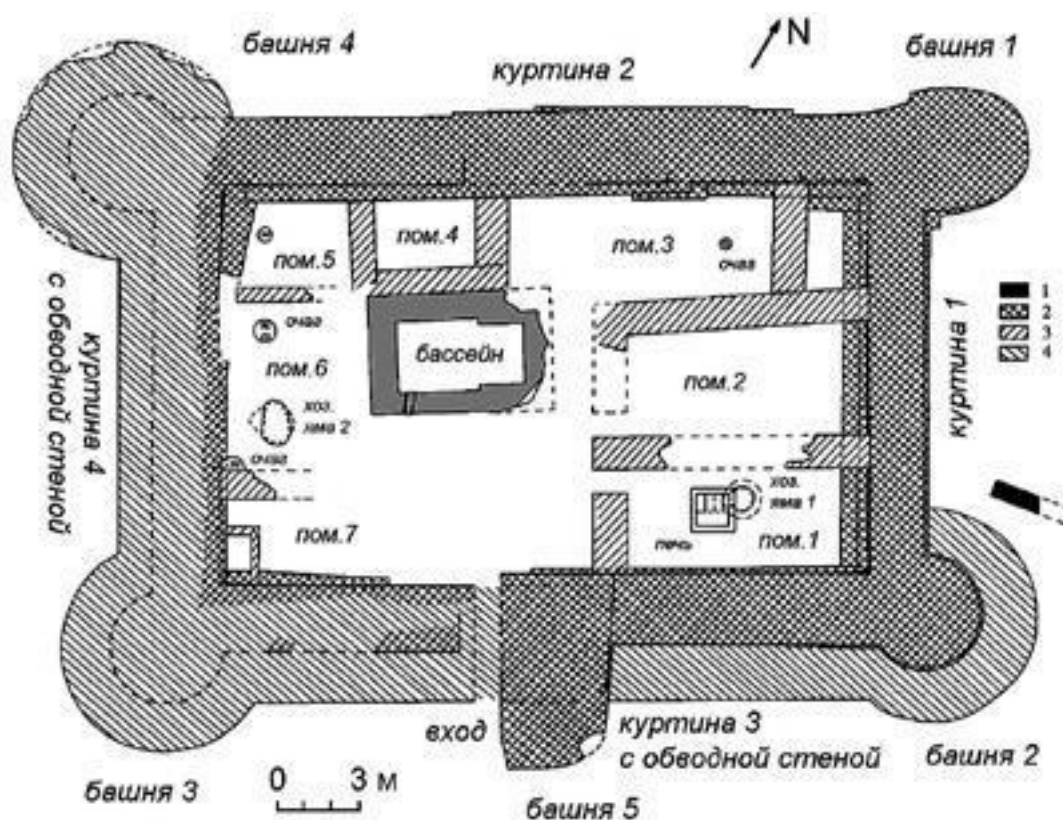 башня 4
N
башня 1
куртина 2
пом.5
пом.4
пом.3
очаг
очаг
бассейн
пом.6
пом.2
хоз.
яма 2
очаг
хоз.
яма 1
печь
пом.1
пом.7
куртина 4
с обводной стеной
куртина 1
1
2
3
4
вход
куртина 3
с обводной стеной
башня 2
башня 3
0 3 м
башня 5